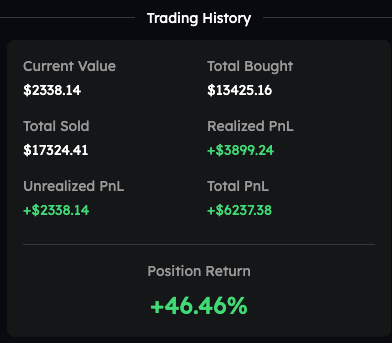 Trading History
Current Value Total Bought
$2338.14 $13425.16
Total Sold Realized PnL
$17324.41 +$3899.24
Unrealized PnL Total PnL
+$2338.14 +$6237.38
Position Return
+46.46%